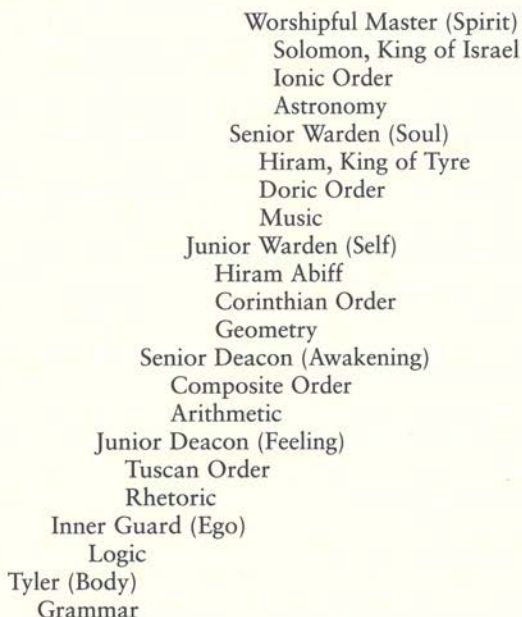 Worshipful Master (Spirit)
Solomon, King of Israel
Ionic Order
Astronomy
Senior Warden (Soul)
Hiram, King of Tyre
Doric Order
Music
Junior Warden (Self)
Hiram Abiff
Corinthian Order
Geometry
Senior Deacon (Awakening)
Composite Order
Arithmetic
Junior Deacon (Feeling)
Tuscan Order
Rhetoric
Inner Guard (Ego)
Logic
Tyler (Body)
Grammar